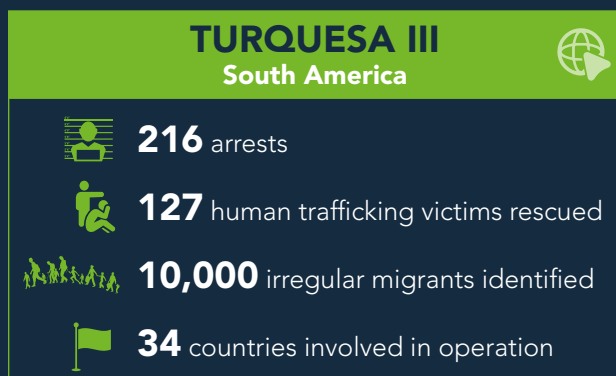 TURQUESA III
South America
216 arrests
127 human trafficking victims rescued
10,000 irregular migrants identified
34 countries involved in operation